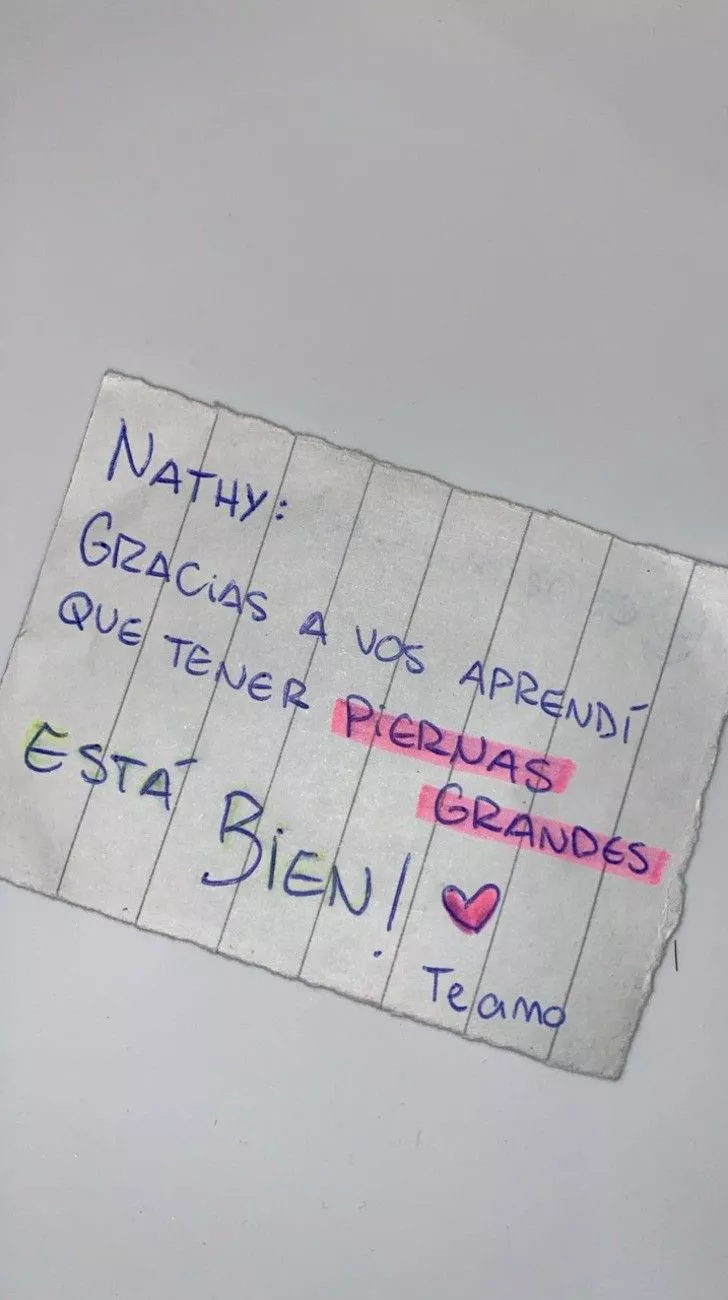 NATHY:
GRACIAS A VOS APRENDÍ
QUE TENER PIERNAS
GRANDES
ESTÁ BIEN!
Te amo